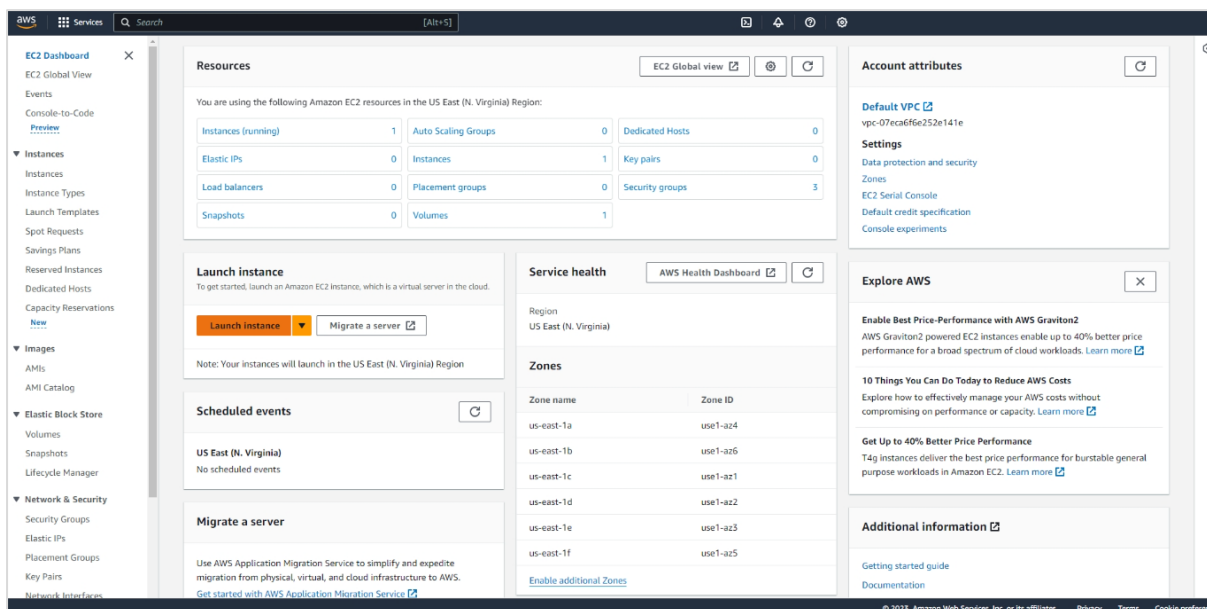 aws
Services
Search
[Alt+S]
EC2 Dashboard
EC2 Global View
Events
Console-to-Code
Preview
Instances
Instances
Instance Types
Launch Templates
Spot Requests
Savings Plans
Reserved Instances
Dedicated Hosts
Capacity Reservations
New
Images
AMIs
AMI Catalog
Elastic Block Store
Volumes
Snapshots
Lifecycle Manager
Network & Security
Security Groups
Elastic IPs
Placement Groups
Key Pairs
Network Interfaces
Resources
EC2 Global view
You are using the following Amazon EC2 resources in the US East (N. Virginia) Region:
Instances (running) 1 Auto Scaling Groups 0 Dedicated Hosts 0
Elastic IPs 0 Instances 1 Key pairs 0
Load balancers 0 Placement groups 0 Security groups 3
Snapshots 0 Volumes 1
Launch instance
To get started, launch an Amazon EC2 instance, which is a virtual server in the cloud.
Launch instance Migrate a server
Note: Your instances will launch in the US East (N. Virginia) Region
Scheduled events
US East (N. Virginia)
No scheduled events
Migrate a server
Use AWS Application Migration Service to simplify and expedite
migration from physical, virtual, and cloud infrastructure to AWS.
Get started with AWS Application Migration Service
Service health
AWS Health Dashboard
Region
US East (N. Virginia)
Zones
Zone name Zone ID
us-east-1a use1-az4
us-east-1b use1-az6
us-east-1c use1-az1
us-east-1d use1-az2
us-east-1e use1-az3
us-east-1f use1-az5
Enable additional Zones
Account attributes
Default VPC
vpc-07eca6f6e252e141e
Settings
Data protection and security
Zones
EC2 Serial Console
Default credit specification
Console experiments
Explore AWS
Enable Best Price-Performance with AWS Graviton2
AWS Graviton2 powered EC2 instances enable up to 40% better price
performance for a broad spectrum of cloud workloads. Learn more
10 Things You Can Do Today to Reduce AWS Costs
Explore how to effectively manage your AWS costs without
compromising on performance or capacity. Learn more
Get Up to 40% Better Price Performance
T4g instances deliver the best price performance for burstable general
purpose workloads in Amazon EC2. Learn more
Additional information
Getting started guide
Documentation
© 2023, Amazon Web Services, Inc. or its affiliates. Privacy Terms Cookie prefere